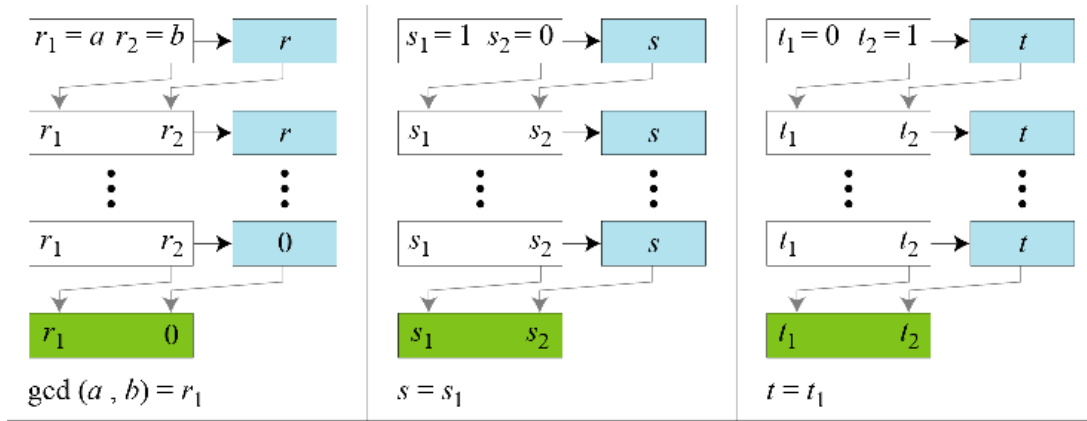 r₁ = a r₂ = b r s₁ = 1 s₂ = 0 s t₁ = 0 t₂ = 1 t
r₁ r₂ r s₁ s₂ s t₁ t₂ t
r₁ r₂ 0 s₁ s₂ s t₁ t₂ t
r₁ 0 s₁ s₂ t₁ t₂
gcd (a , b) = r₁ s = s₁ t = t₁